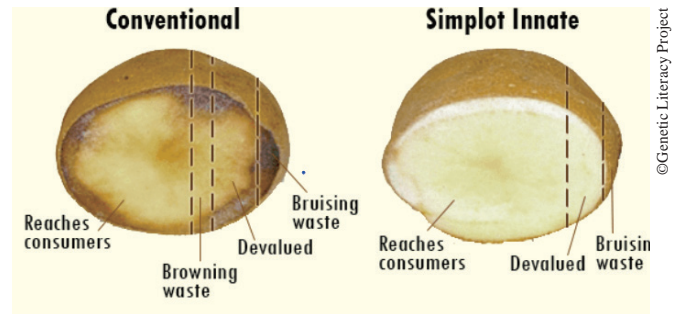 Conventional
Simplot Innate
Reaches
consumers
Browning
waste
Devalued
Bruising
waste
Reaches
consumers
Devalued
Bruisin
waste
©Genetic Literacy Project